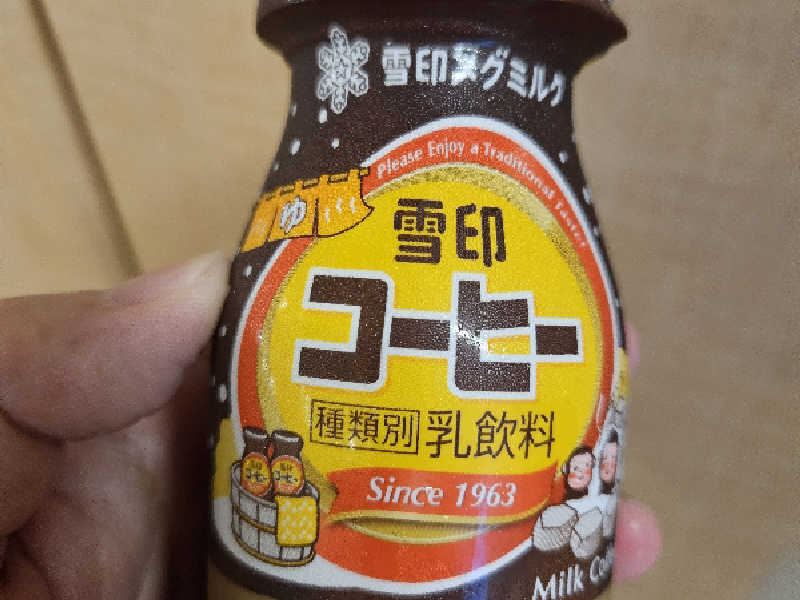 雪印メグミルク
Please Enjoy a Traditional Taste!
ゆ
雪印
コーヒー
種類別 乳飲料
Since 1963
Milk